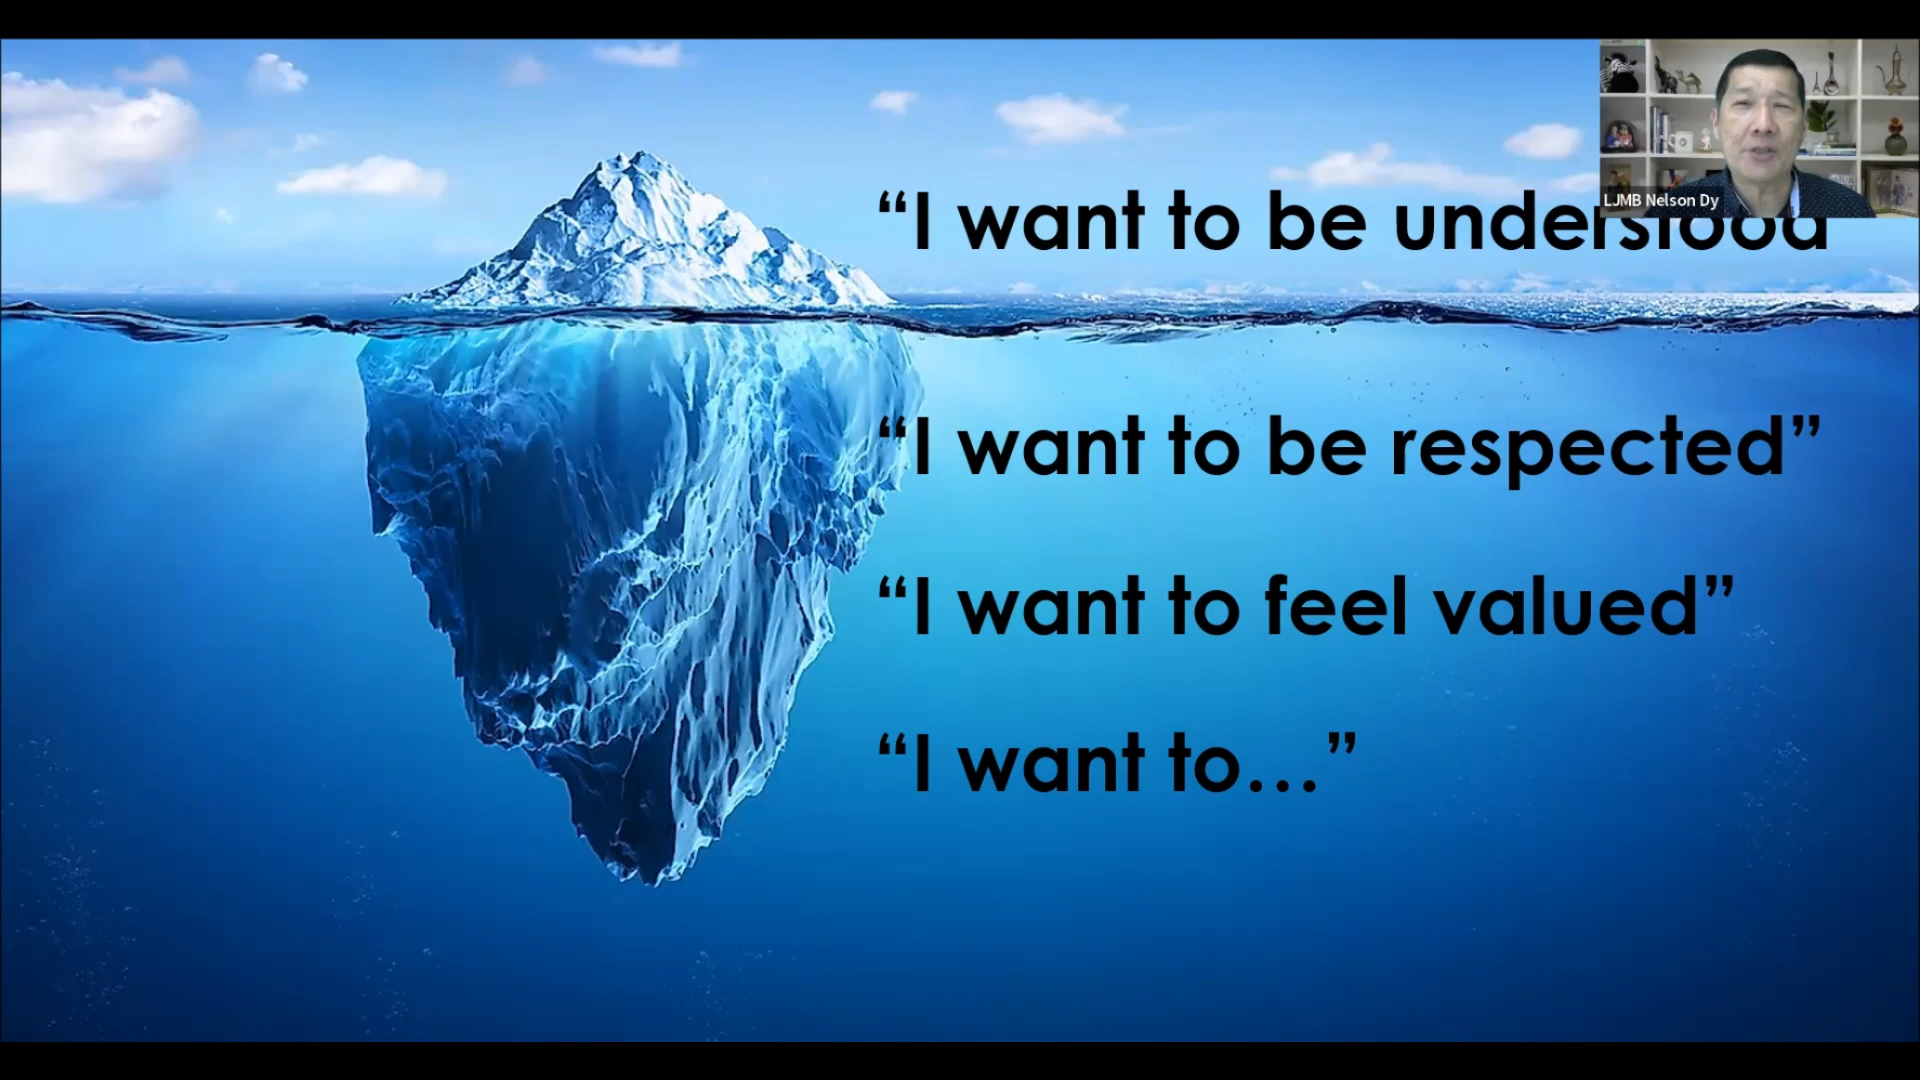 LJMB Nelson Dy
“I want to be understood
“I want to be respected”
“I want to feel valued”
“I want to…”